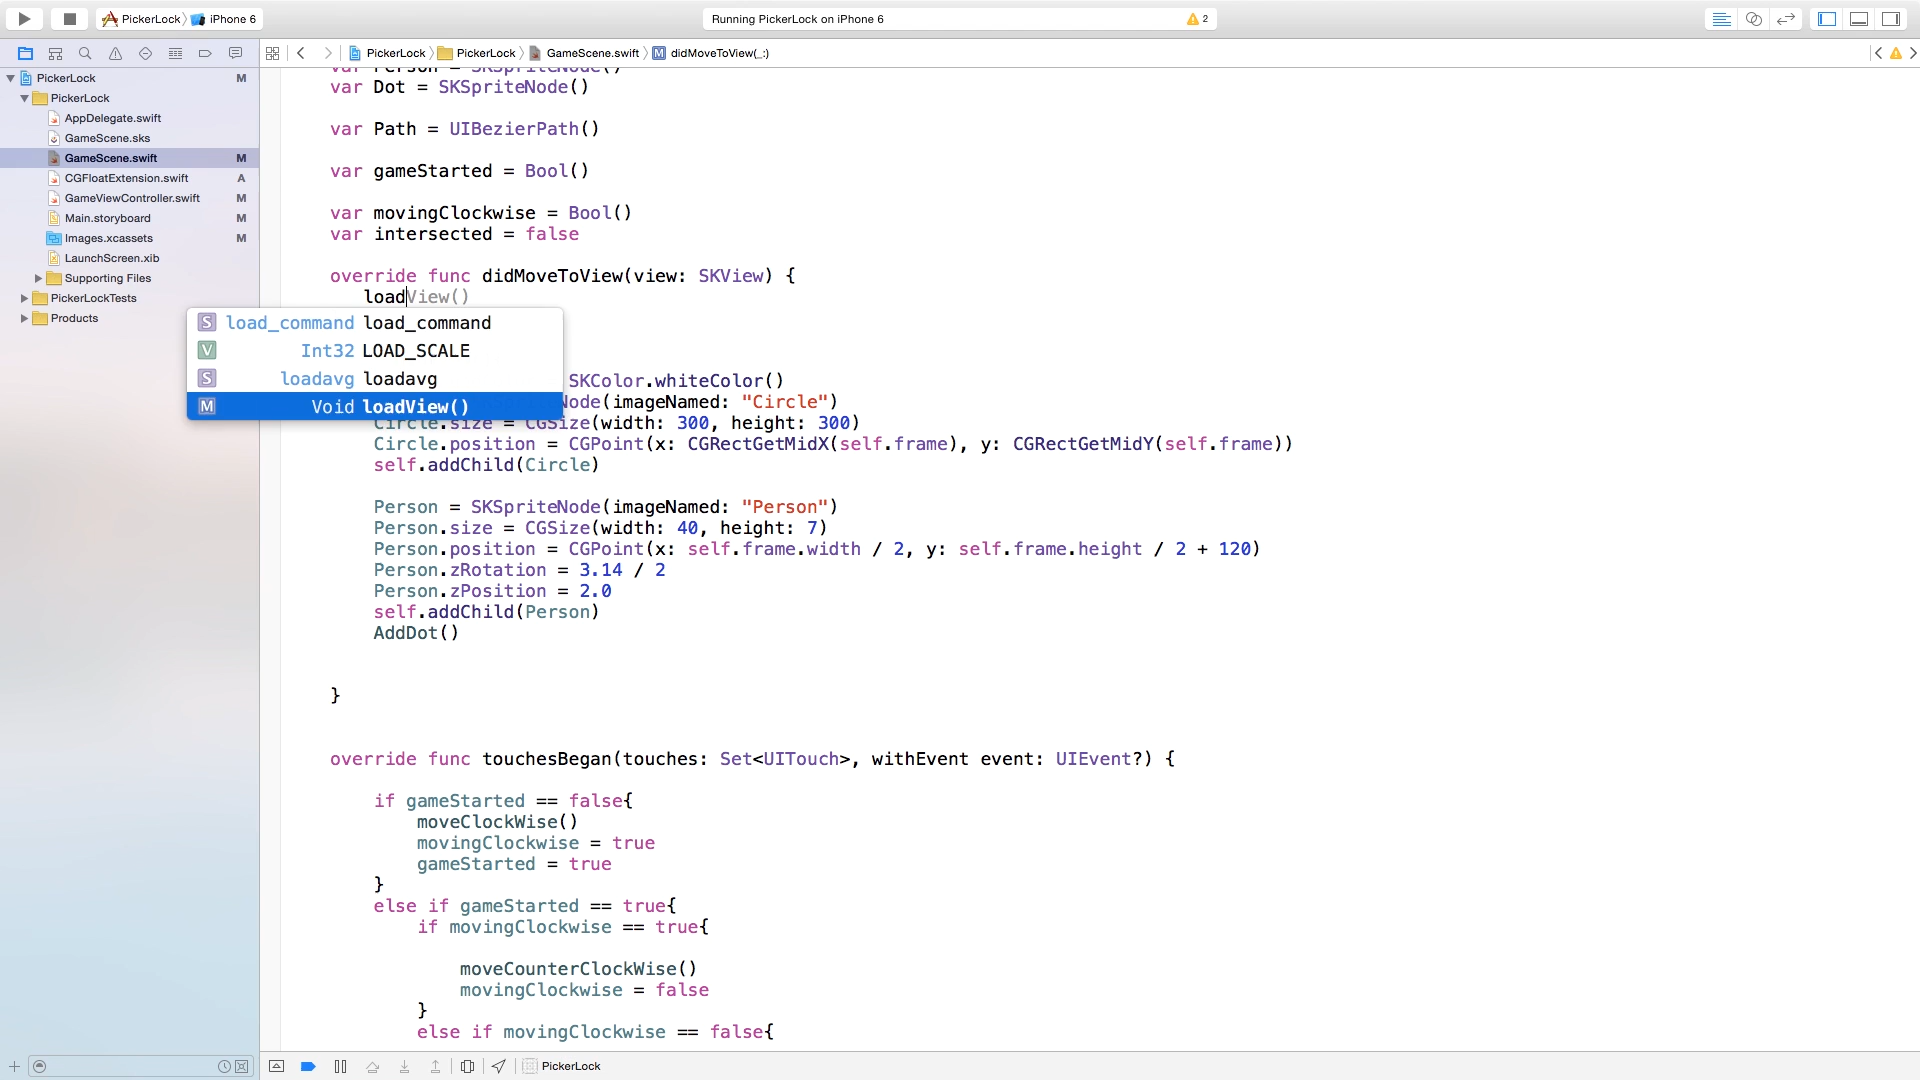 PickerLock iPhone 6
Running PickerLock on iPhone 6
2
PickerLock PickerLock GameScene.swift M didMoveToView(_:)
PickerLock M
PickerLock
AppDelegate.swift
GameScene.sks
GameScene.swift M
CGFloatExtension.swift A
GameViewController.swift M
Main.storyboard M
Images.xcassets M
LaunchScreen.xib
Supporting Files
PickerLockTests
Products
var Person = SKSpriteNode()
var Dot = SKSpriteNode()
var Path = UIBezierPath()
var gameStarted = Bool()
var movingClockwise = Bool()
var intersected = false
override func didMoveToView(view: SKView) {
loadView()
S load_command load_command
V Int32 LOAD_SCALE
S loadavg loadavg
M Void loadView()
SKColor.whiteColor()
Node(imageNamed: "Circle")
Circle.size = CGSize(width: 300, height: 300)
Circle.position = CGPoint(x: CGRectGetMidX(self.frame), y: CGRectGetMidY(self.frame))
self.addChild(Circle)
Person = SKSpriteNode(imageNamed: "Person")
Person.size = CGSize(width: 40, height: 7)
Person.position = CGPoint(x: self.frame.width / 2, y: self.frame.height / 2 + 120)
Person.zRotation = 3.14 / 2
Person.zPosition = 2.0
self.addChild(Person)
AddDot()
}
override func touchesBegan(touches: Set<UITouch>, withEvent event: UIEvent?) {
if gameStarted == false{
moveClockWise()
movingClockwise = true
gameStarted = true
}
else if gameStarted == true{
if movingClockwise == true{
moveCounterClockWise()
movingClockwise = false
}
else if movingClockwise == false{
PickerLock